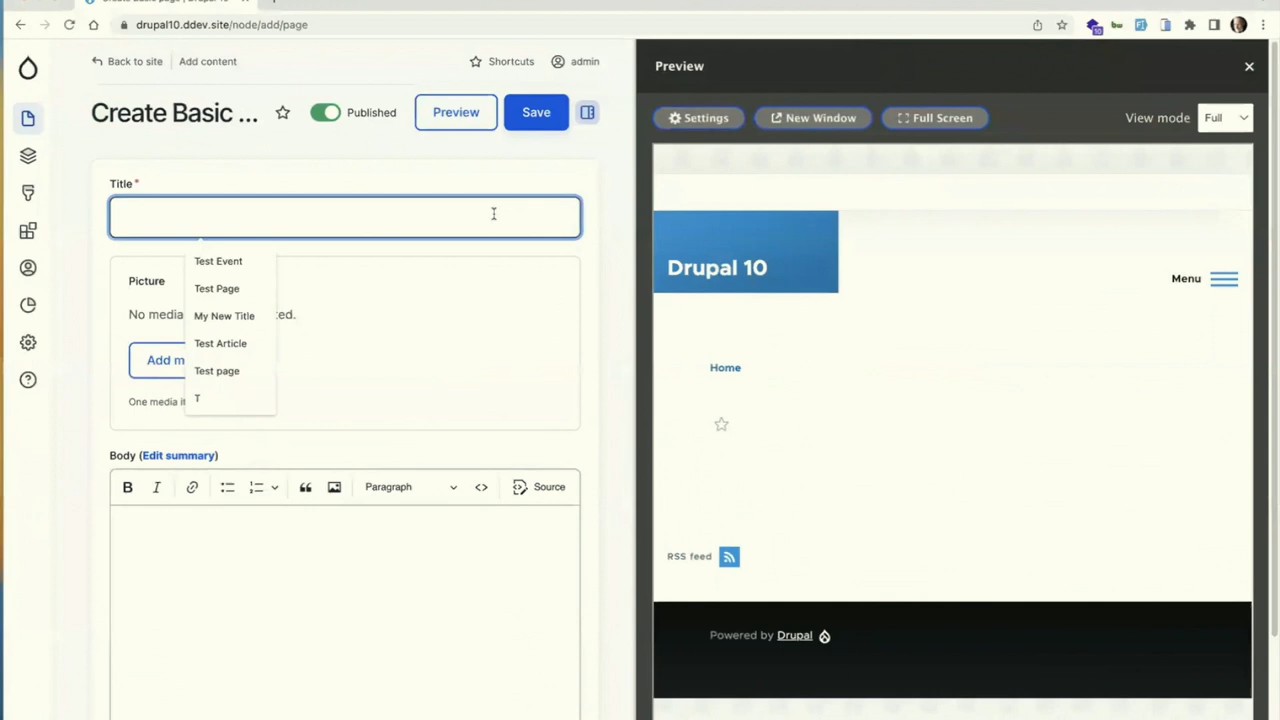 drupal10.ddev.site/node/add/page
10
Back to site
Add content
Shortcuts
admin
Create Basic ...
Published
Preview
Save
Title *
Test Event
Test Page
My New Title
Test Article
Test page
T
Picture
No media
ted.
Add m
One media it
Body (Edit summary)
B
I
Paragraph
Source
Preview
Settings
New Window
Full Screen
View mode
Full
Drupal 10
Menu
Home
RSS feed
Powered by Drupal